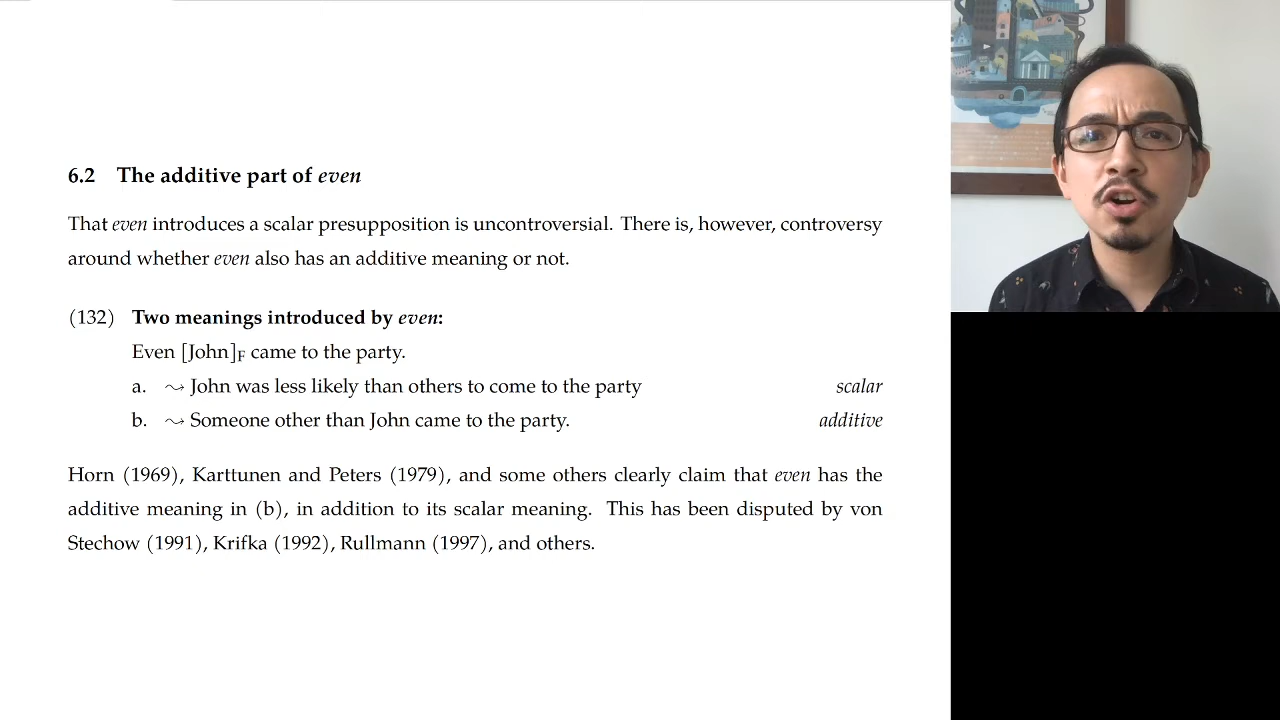 6.2 The additive part of even
That even introduces a scalar presupposition is uncontroversial. There is, however, controversy
around whether even also has an additive meaning or not.
(132) Two meanings introduced by even:
Even [John]F came to the party.
a. ⤳ John was less likely than others to come to the party scalar
b. ⤳ Someone other than John came to the party. additive
Horn (1969), Karttunen and Peters (1979), and some others clearly claim that even has the
additive meaning in (b), in addition to its scalar meaning. This has been disputed by von
Stechow (1991), Krifka (1992), Rullmann (1997), and others.